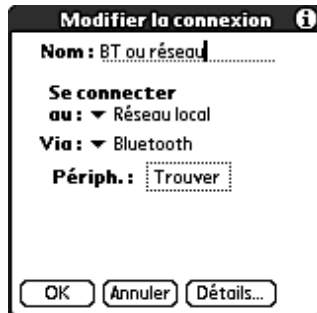 Modifier la connexion
Nom : BT ou réseau
Se connecter
au : Réseau local
Via : Bluetooth
Périph. : Trouver
OK Annuler Détails...